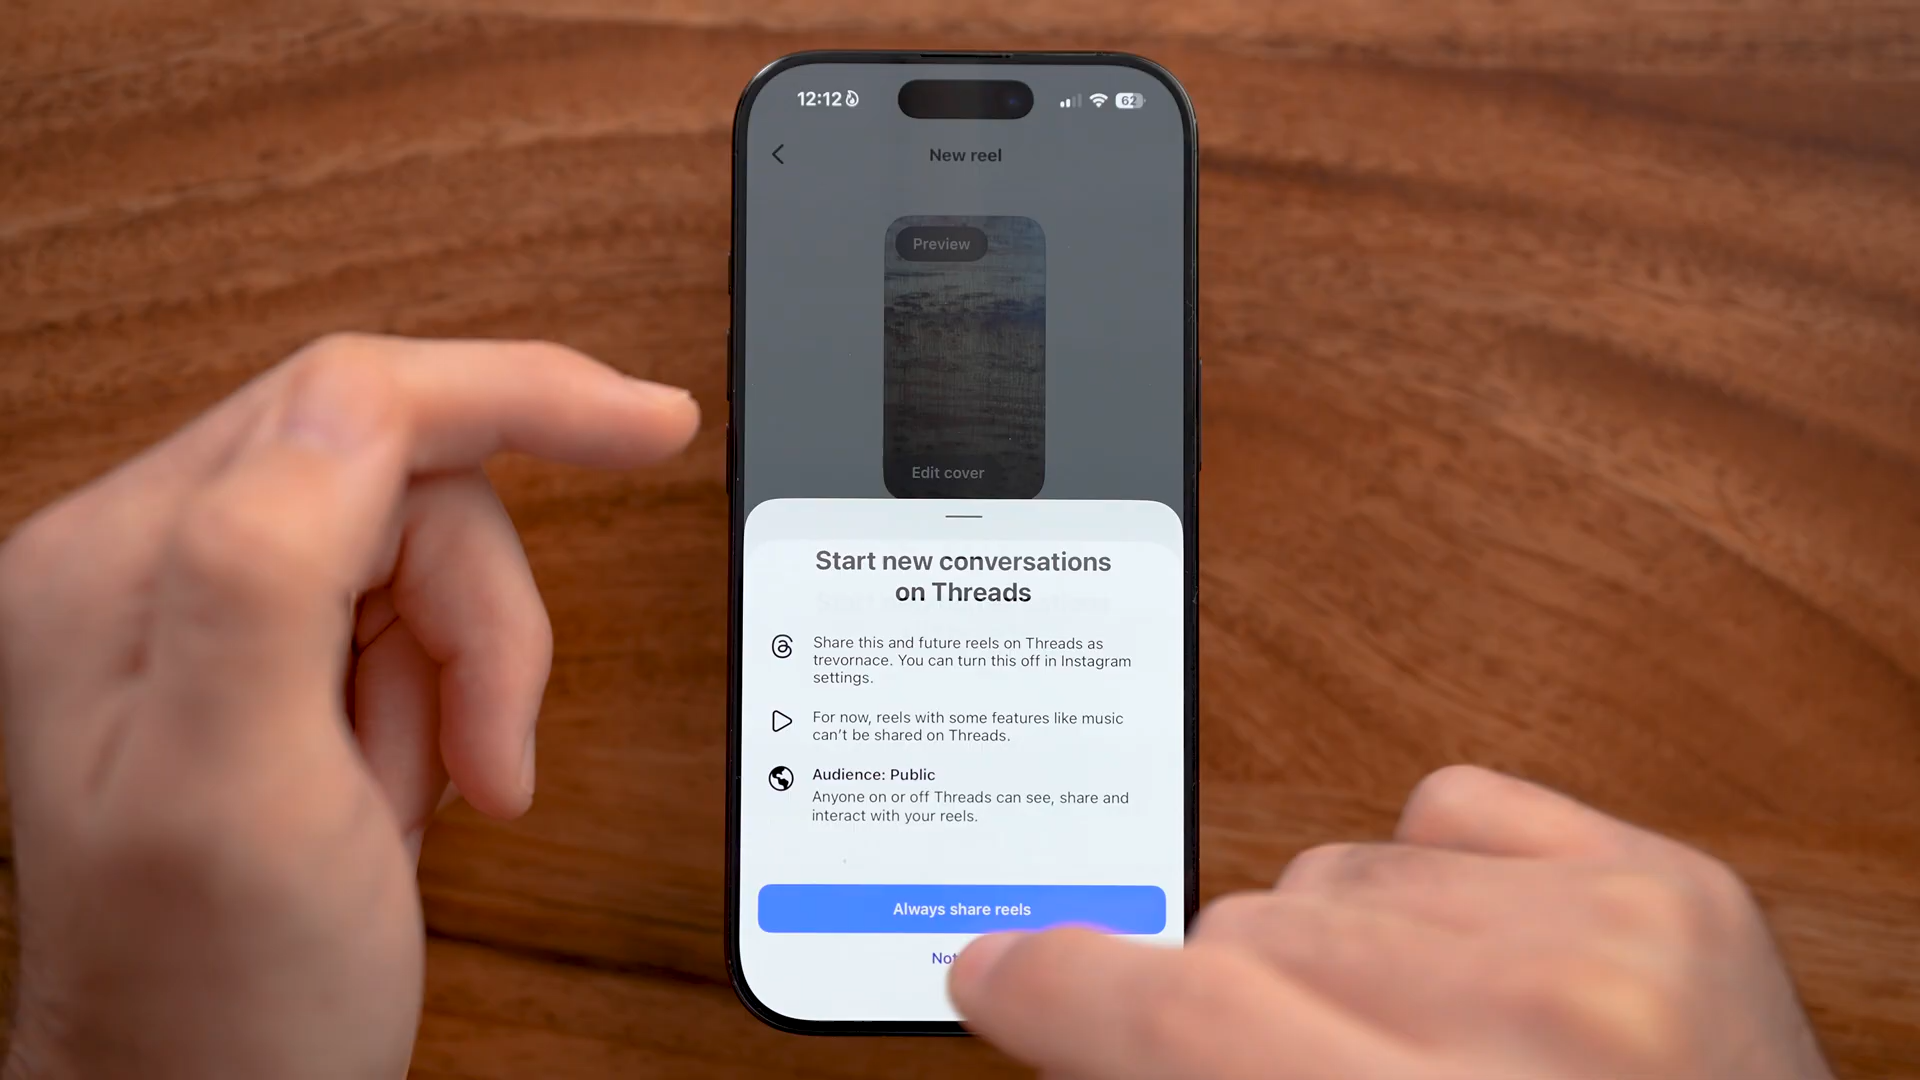 12:12
62
New reel
Preview
Edit cover
Start new conversations
on Threads
Share this and future reels on Threads as
trevornace. You can turn this off in Instagram
settings.
For now, reels with some features like music
can't be shared on Threads.
Audience: Public
Anyone on or off Threads can see, share and
interact with your reels.
Always share reels
Not